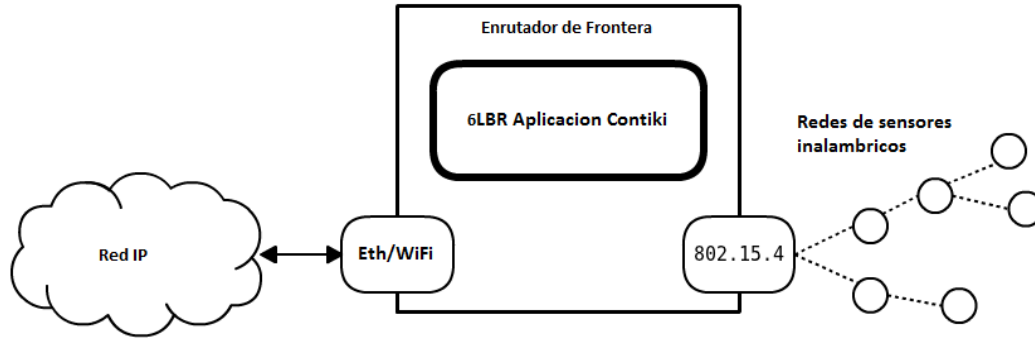 Enrutador de Frontera
6LBR Aplicacion Contiki
Redes de sensores
inalambricos
Red IP
Eth/WiFi
802.15.4